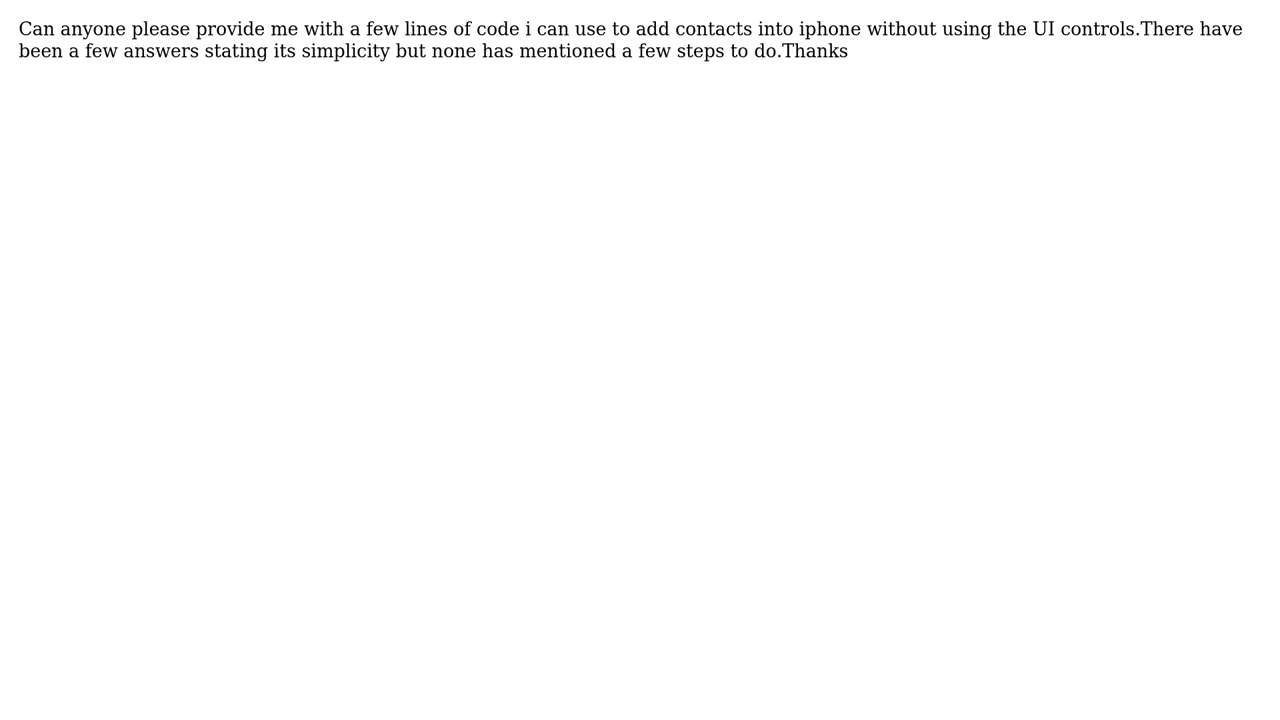 Can anyone please provide me with a few lines of code i can use to add contacts into iphone without using the UI controls.There have
been a few answers stating its simplicity but none has mentioned a few steps to do.Thanks